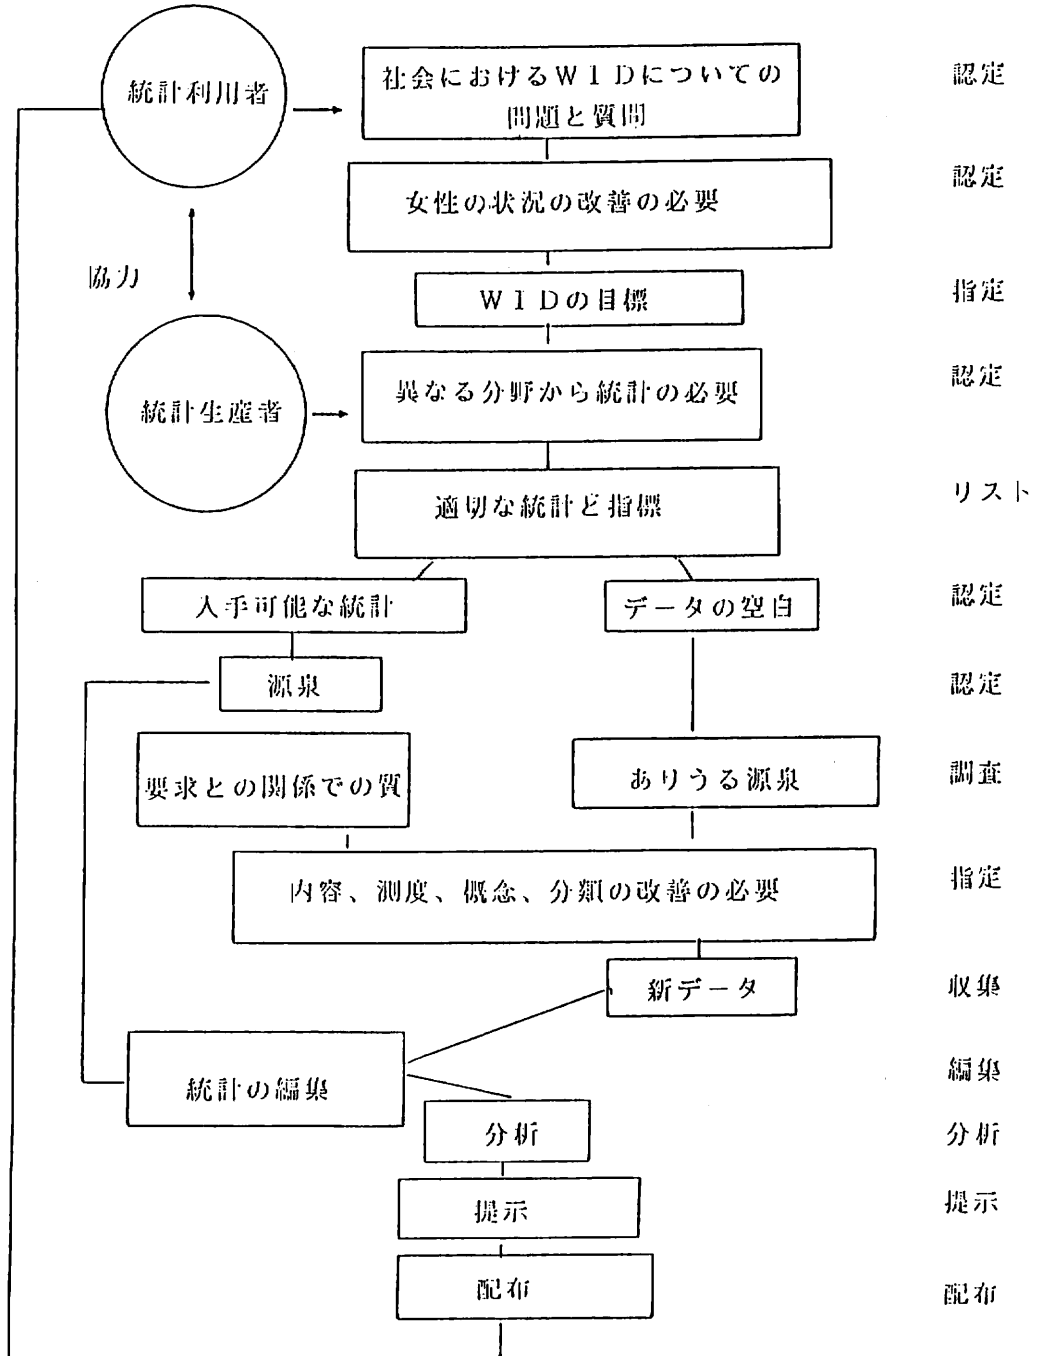 統計利用者
社会におけるWIDについての
問題と質問
認定
女性の状況の改善の必要
認定
協力
WIDの目標
指定
統計生産者
異なる分野から統計の必要
認定
適切な統計と指標
リスト
入手可能な統計
データの空白
認定
源泉
認定
要求との関係での質
ありうる源泉
調査
内容、測度、概念、分類の改善の必要
指定
新データ
収集
統計の編集
編集
分析
分析
提示
提示
配布
配布